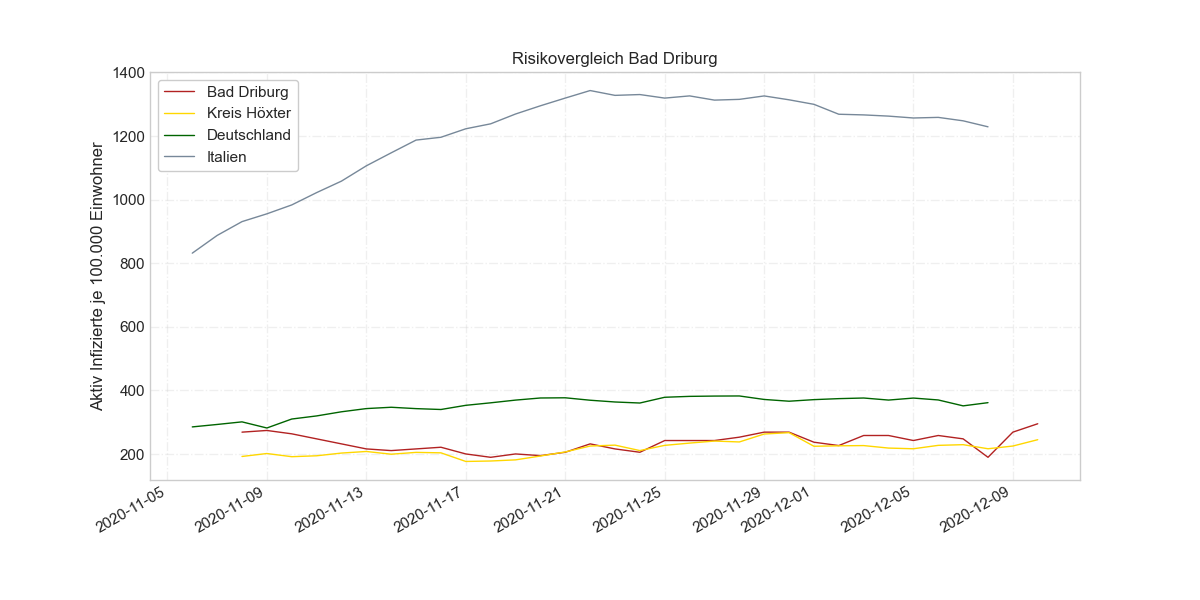 Risikovergleich Bad Driburg
1400
1200
1000
800
600
400
200
Aktiv Infizierte je 100.000 Einwohner
Bad Driburg
Kreis Höxter
Deutschland
Italien
2020-11-05
2020-11-09
2020-11-13
2020-11-17
2020-11-21
2020-11-25
2020-11-29
2020-12-01
2020-12-05
2020-12-09